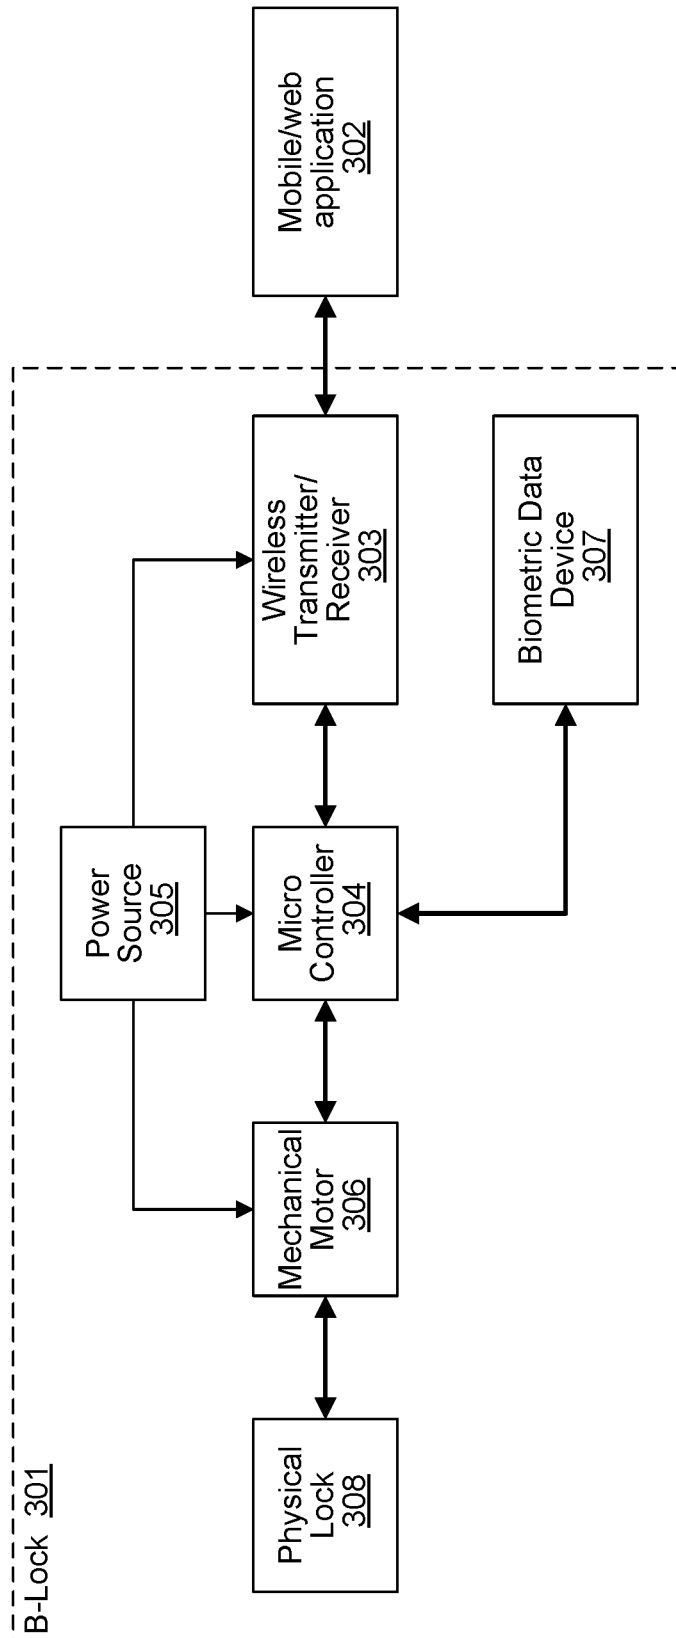 B-Lock 301
Power
Source
305
Physical
Lock
308
Mechanical
Motor
306
Micro
Controller
304
Wireless
Transmitter/
Receiver
303
Mobile/web
application
302
Biometric Data
Device
307